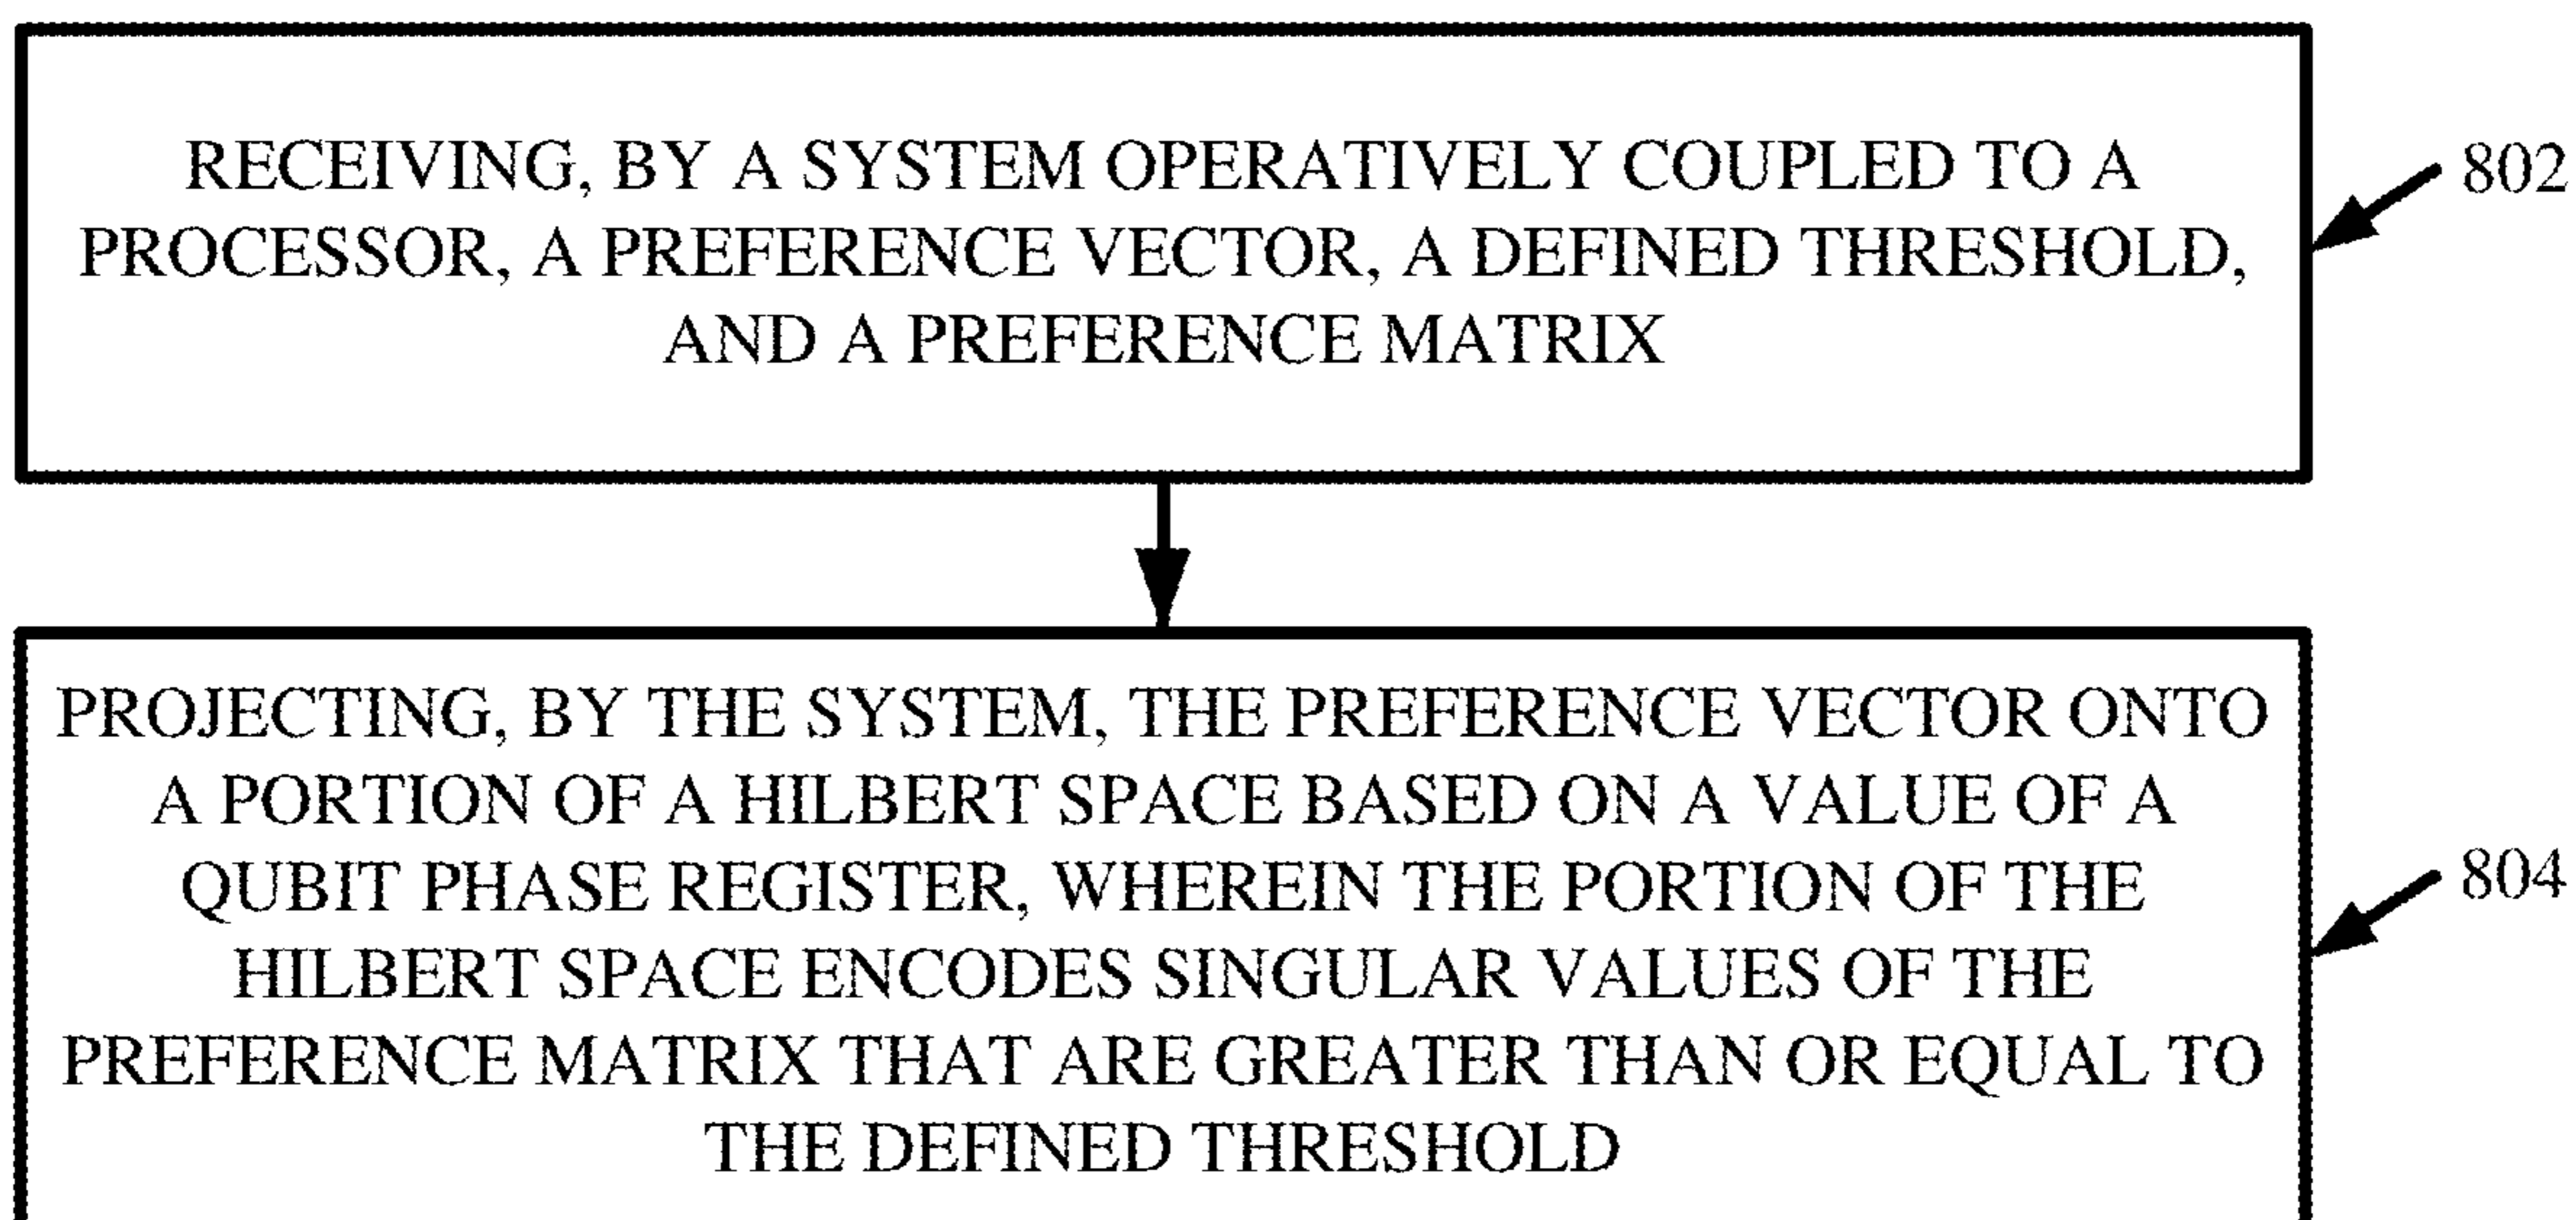 RECEIVING, BY A SYSTEM OPERATIVELY COUPLED TO A
PROCESSOR, A PREFERENCE VECTOR, A DEFINED THRESHOLD,
AND A PREFERENCE MATRIX
802
PROJECTING, BY THE SYSTEM, THE PREFERENCE VECTOR ONTO
A PORTION OF A HILBERT SPACE BASED ON A VALUE OF A
QUBIT PHASE REGISTER, WHEREIN THE PORTION OF THE
HILBERT SPACE ENCODES SINGULAR VALUES OF THE
PREFERENCE MATRIX THAT ARE GREATER THAN OR EQUAL TO
THE DEFINED THRESHOLD
804